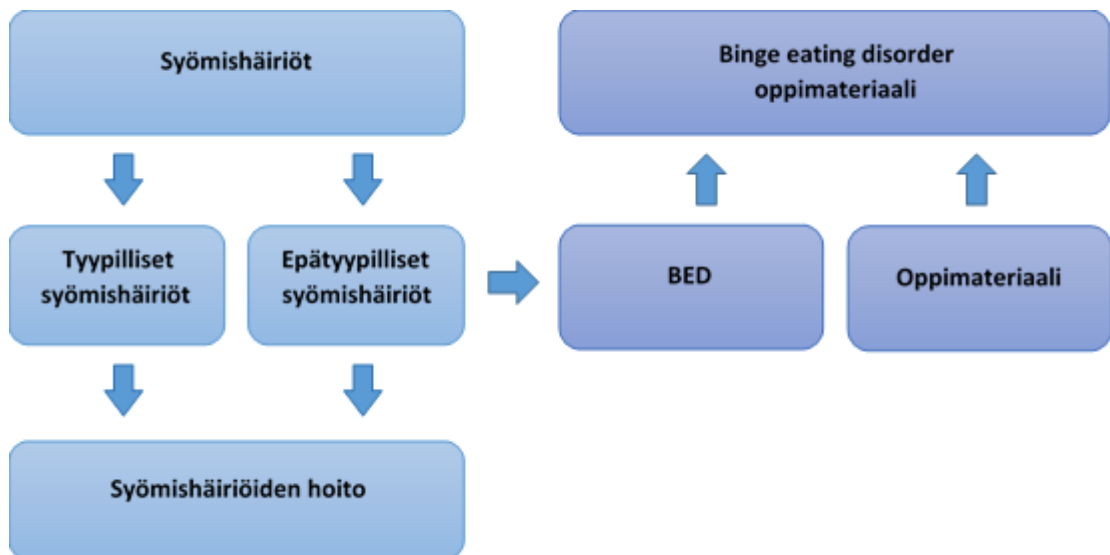 Syömishäiriöt
Binge eating disorder
oppimateriaali
Tyypilliset
syömishäiriöt
Epätyypilliset
syömishäiriöt
BED
Oppimateriaali
Syömishäiriöiden hoito